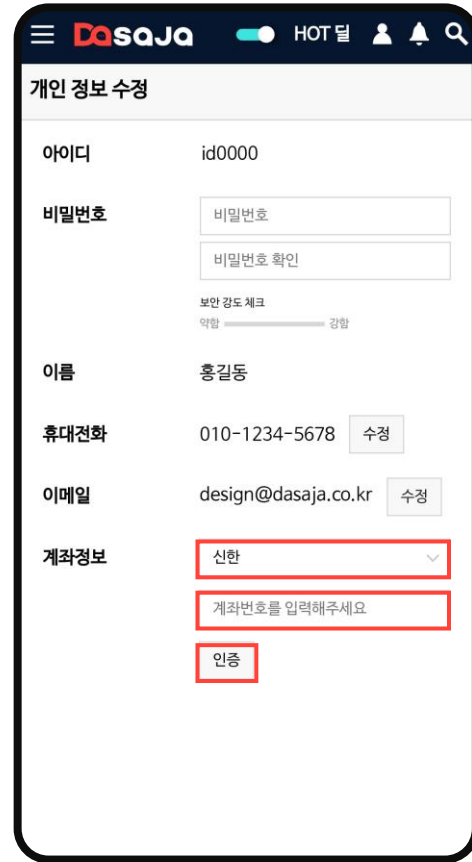 Dasaja HOT딜
개인 정보 수정
아이디 id0000
비밀번호 비밀번호
비밀번호 확인
보안 강도 체크
약함 강함
이름 홍길동
휴대전화 010-1234-5678 수정
이메일 design@dasaja.co.kr 수정
계좌정보 신한
계좌번호를 입력해주세요
인증